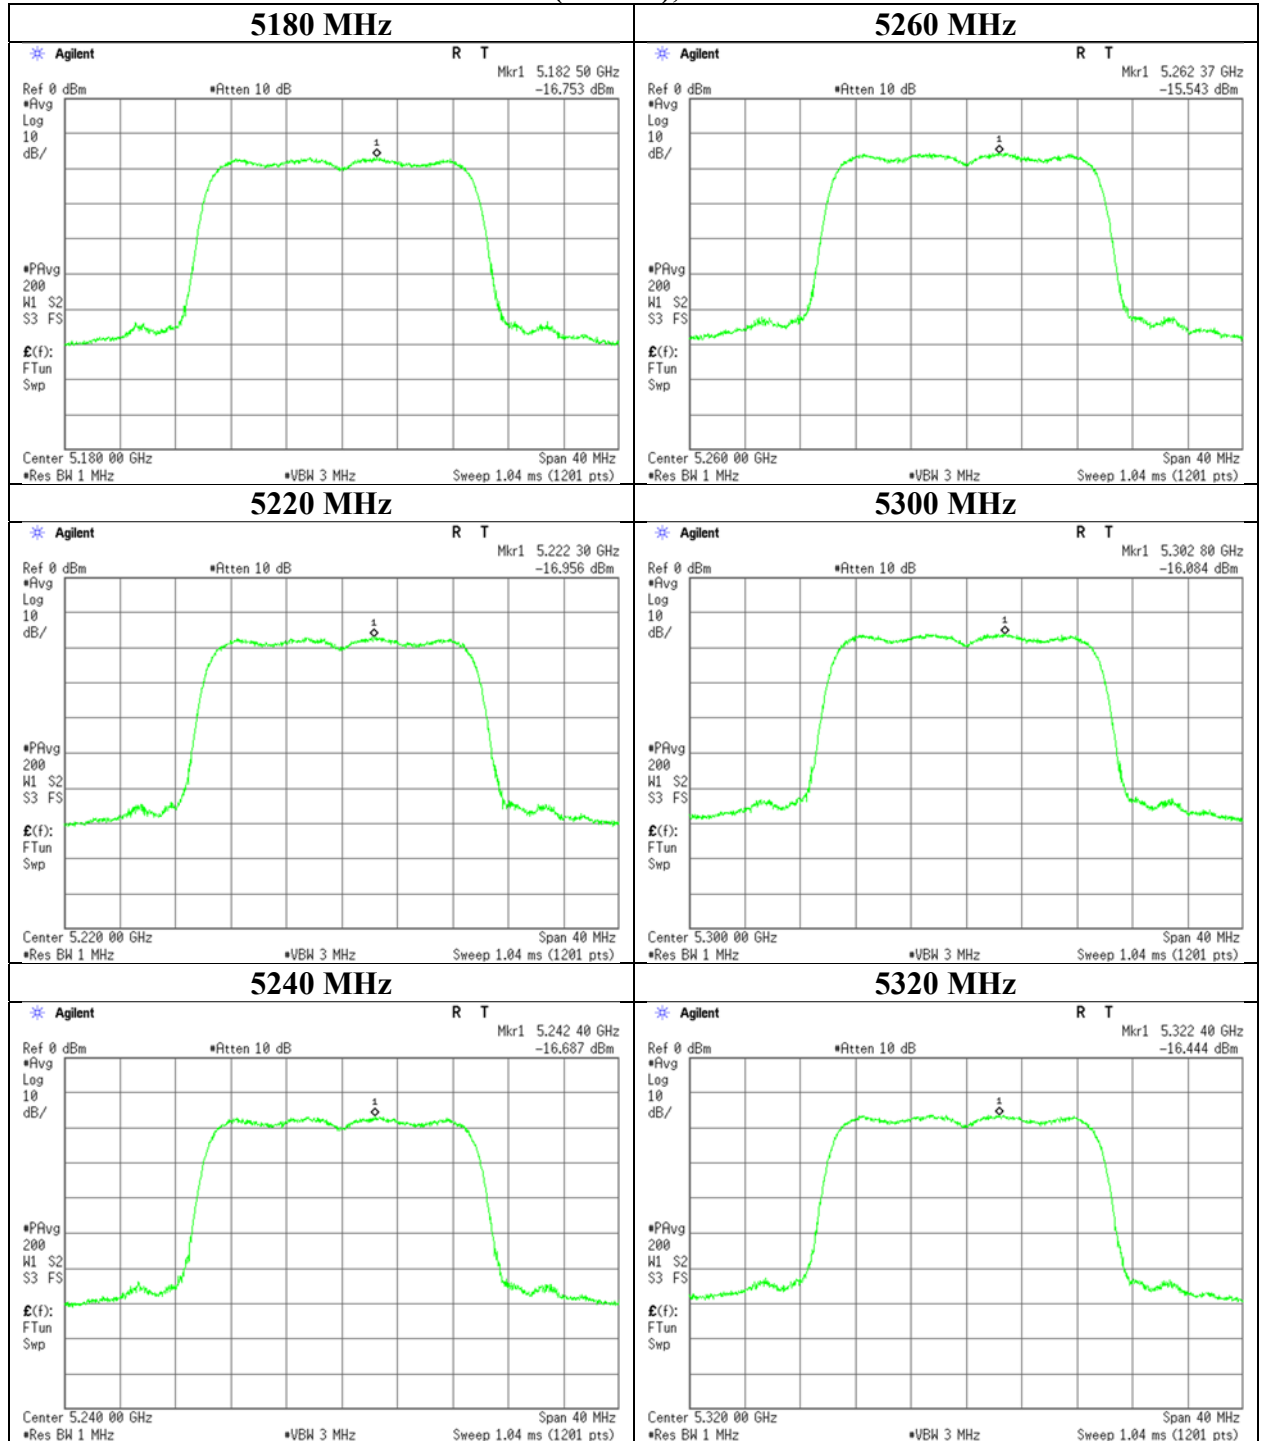 5180 MHz
Agilent R T
Mkr1 5.182 50 GHz
Ref 0 dBm #Atten 10 dB -16.753 dBm
#Avg
Log
10
dB/
1
#PAvg
200
W1 S2
S3 FS
£(f):
FTun
Swp
Center 5.180 00 GHz Span 40 MHz
#Res BW 1 MHz #VBW 3 MHz Sweep 1.04 ms (1201 pts)
5260 MHz
Agilent R T
Mkr1 5.262 37 GHz
Ref 0 dBm #Atten 10 dB -15.543 dBm
#Avg
Log
10
dB/
1
#PAvg
200
W1 S2
S3 FS
£(f):
FTun
Swp
Center 5.260 00 GHz Span 40 MHz
#Res BW 1 MHz #VBW 3 MHz Sweep 1.04 ms (1201 pts)
5220 MHz
Agilent R T
Mkr1 5.222 30 GHz
Ref 0 dBm #Atten 10 dB -16.956 dBm
#Avg
Log
10
dB/
1
#PAvg
200
W1 S2
S3 FS
£(f):
FTun
Swp
Center 5.220 00 GHz Span 40 MHz
#Res BW 1 MHz #VBW 3 MHz Sweep 1.04 ms (1201 pts)
5300 MHz
Agilent R T
Mkr1 5.302 80 GHz
Ref 0 dBm #Atten 10 dB -16.084 dBm
#Avg
Log
10
dB/
1
#PAvg
200
W1 S2
S3 FS
£(f):
FTun
Swp
Center 5.300 00 GHz Span 40 MHz
#Res BW 1 MHz #VBW 3 MHz Sweep 1.04 ms (1201 pts)
5240 MHz
Agilent R T
Mkr1 5.242 40 GHz
Ref 0 dBm #Atten 10 dB -16.687 dBm
#Avg
Log
10
dB/
1
#PAvg
200
W1 S2
S3 FS
£(f):
FTun
Swp
Center 5.240 00 GHz Span 40 MHz
#Res BW 1 MHz #VBW 3 MHz Sweep 1.04 ms (1201 pts)
5320 MHz
Agilent R T
Mkr1 5.322 40 GHz
Ref 0 dBm #Atten 10 dB -16.444 dBm
#Avg
Log
10
dB/
1
#PAvg
200
W1 S2
S3 FS
£(f):
FTun
Swp
Center 5.320 00 GHz Span 40 MHz
#Res BW 1 MHz #VBW 3 MHz Sweep 1.04 ms (1201 pts)